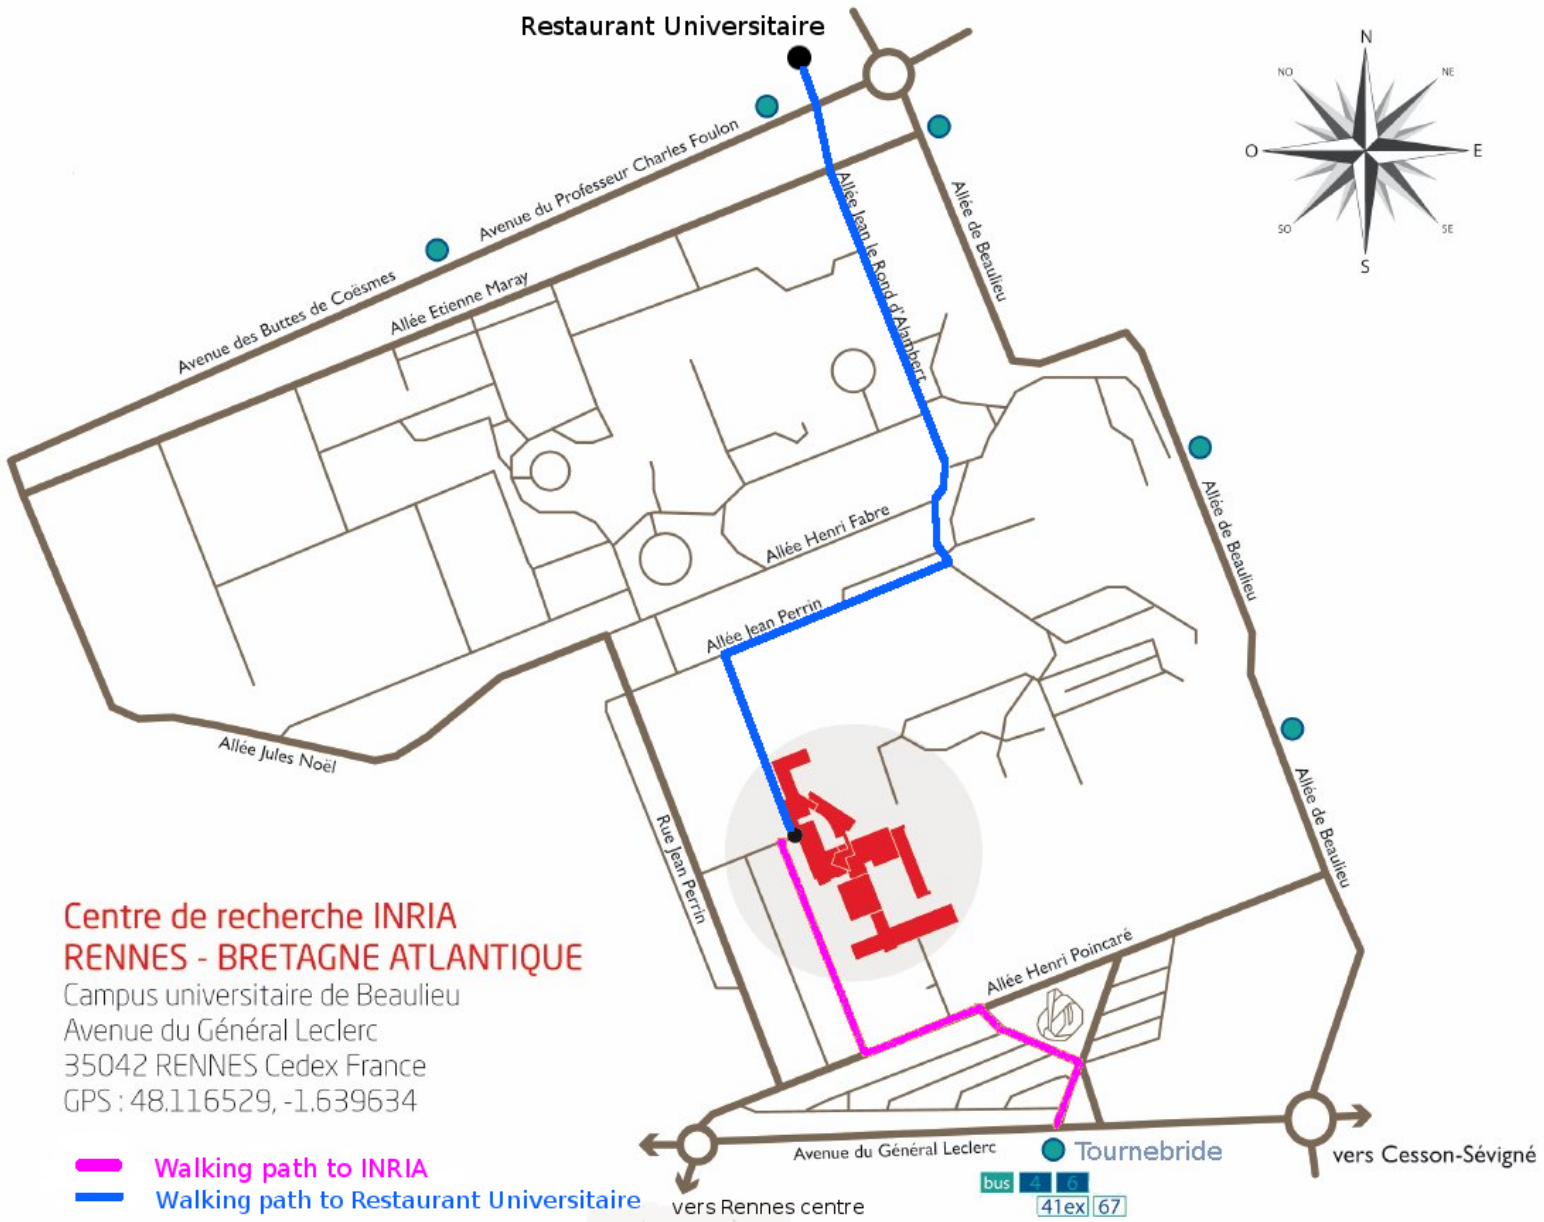 Restaurant Universitaire
N
NO
NE
O
E
SO
SE
S
Avenue du Professeur Charles Foulon
Allée de Beaulieu
Allée Jean le Rond d'Alambert
Avenue des Buttes de Coësmes
Allée Etienne Maray
Allée Henri Fabre
Allée de Beaulieu
Allée Jean Perrin
Allée Jules Noël
Allée de Beaulieu
Rue Jean Perrin
Allée Henri Poincaré
Centre de recherche INRIA
RENNES - BRETAGNE ATLANTIQUE
Campus universitaire de Beaulieu
Avenue du Général Leclerc
35042 RENNES Cedex France
GPS : 48.116529, -1.639634
Avenue du Général Leclerc
Tournebride
vers Cesson-Sévigné
Walking path to INRIA
bus 4 6
Walking path to Restaurant Universitaire
vers Rennes centre
41ex 67